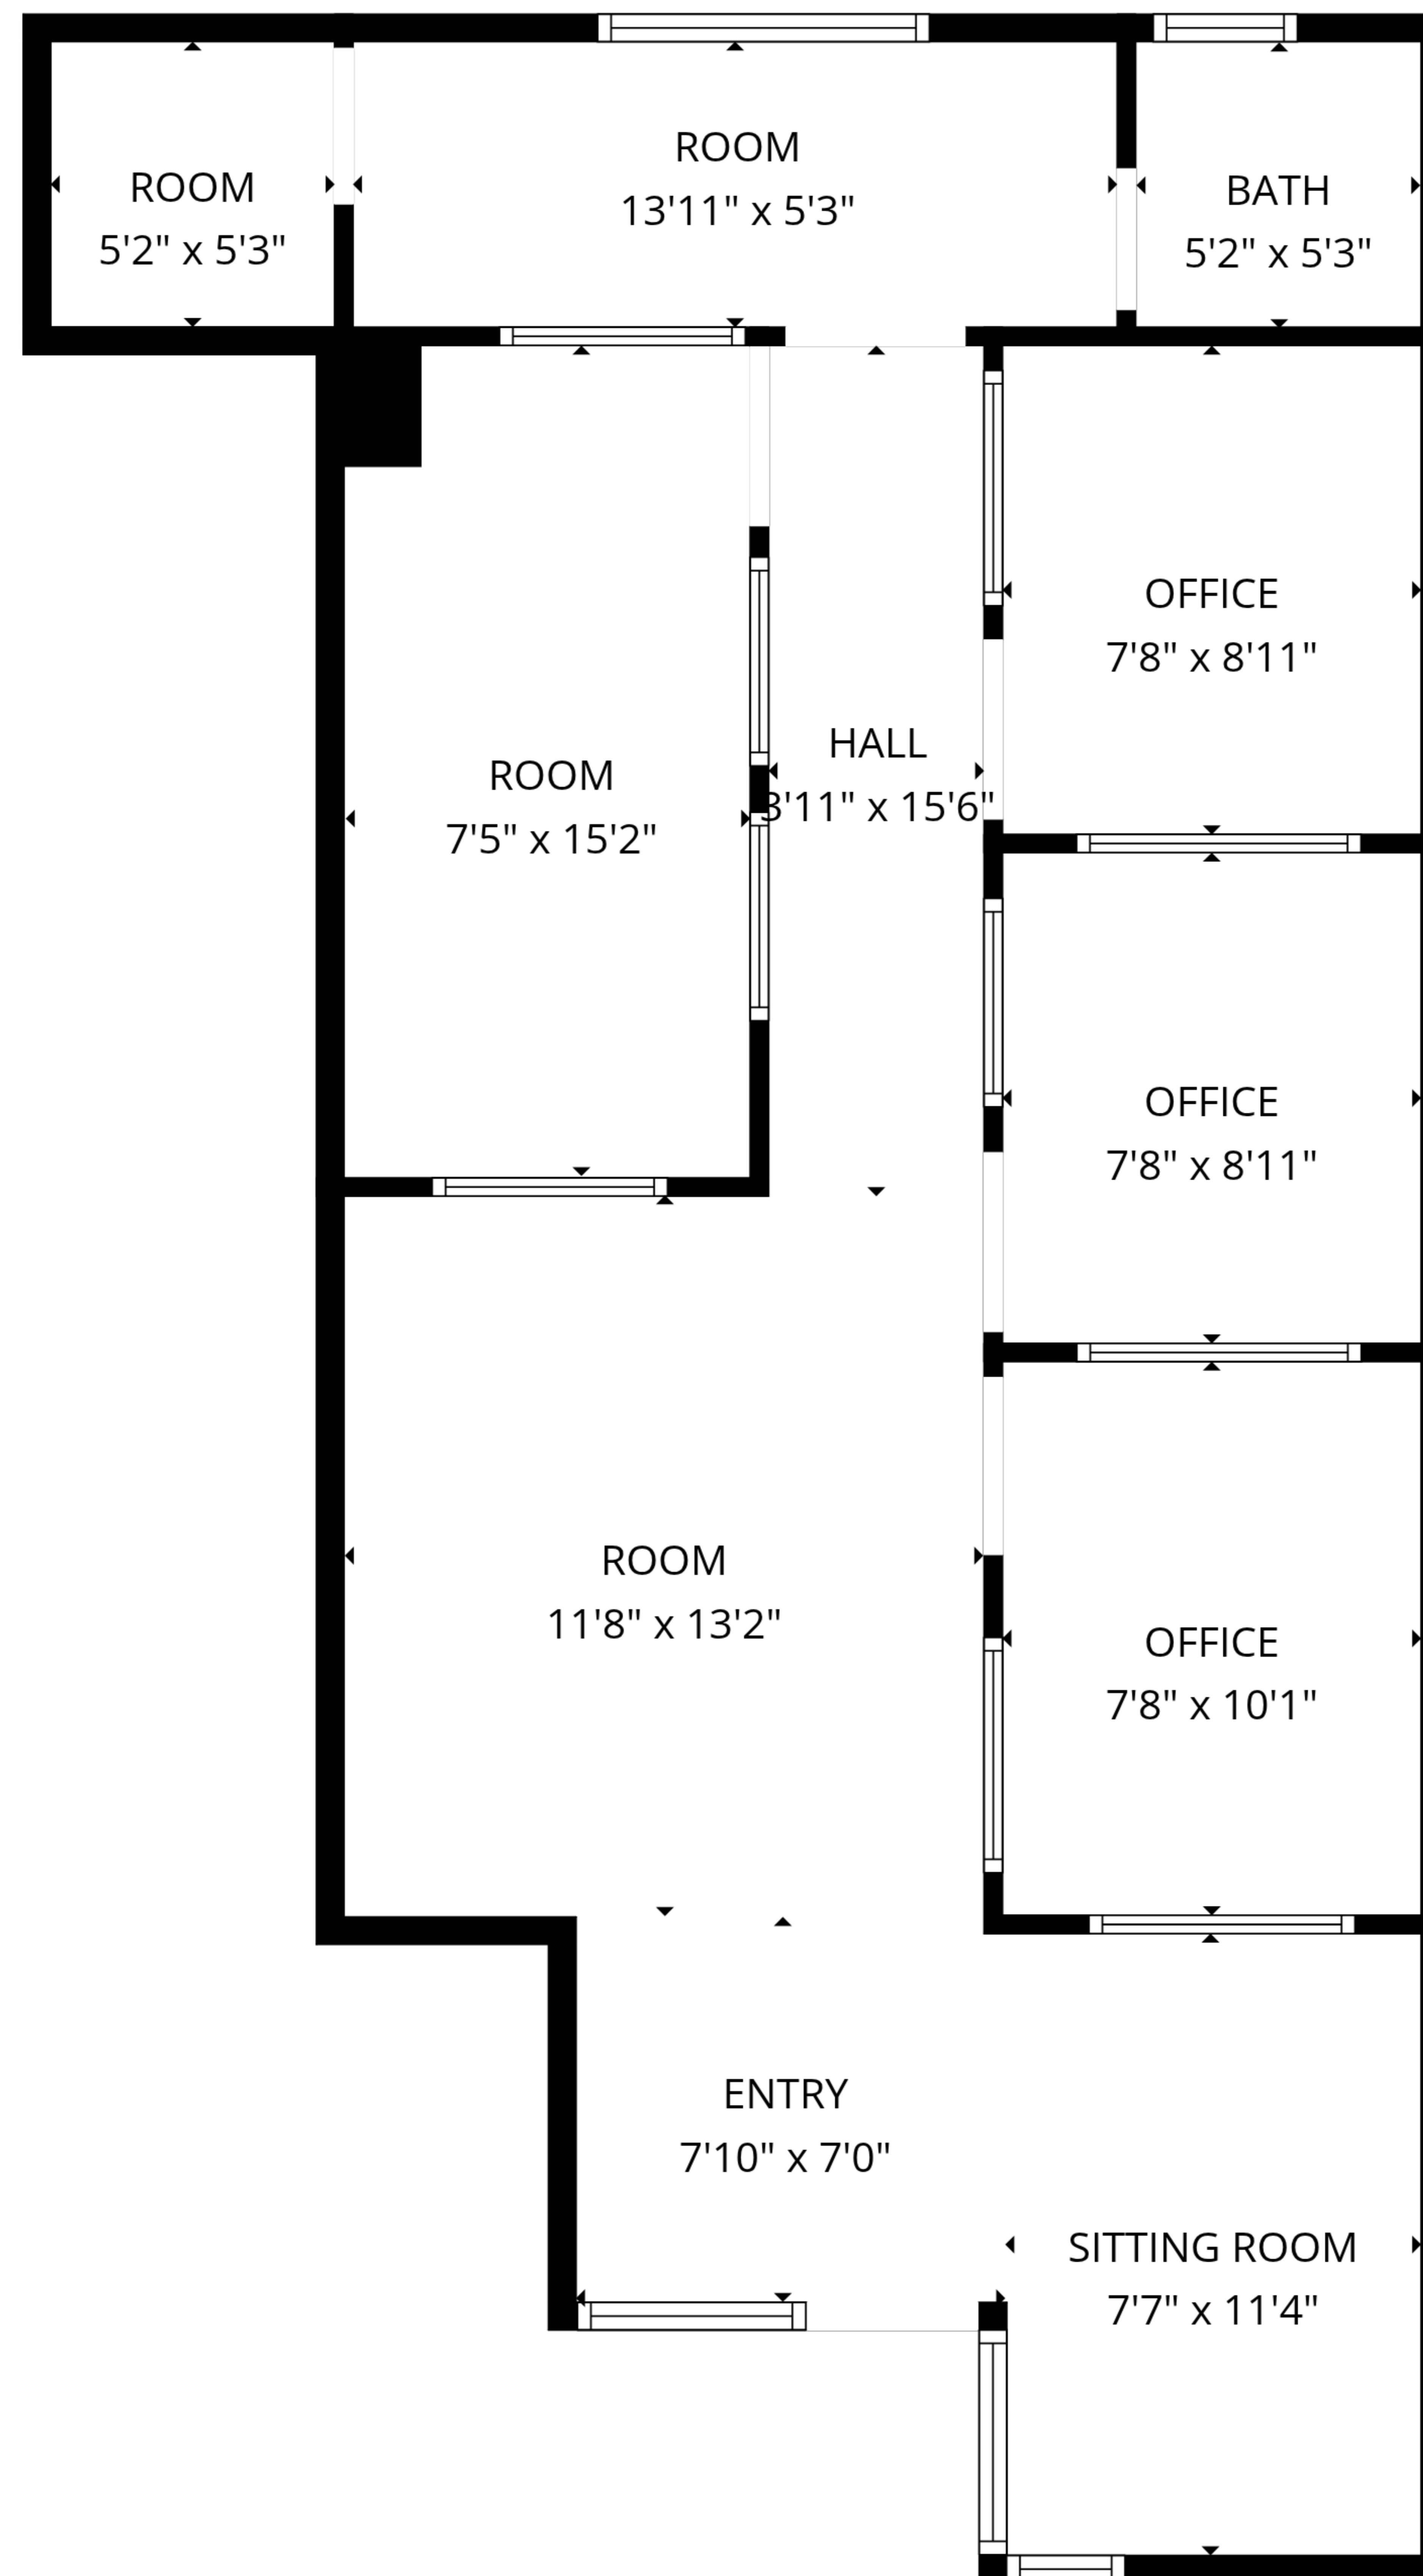 ROOM
13'11" x 5'3"
ROOM
5'2" x 5'3"
BATH
5'2" x 5'3"
OFFICE
7'8" x 8'11"
HALL
3'11" x 15'6"
ROOM
7'5" x 15'2"
OFFICE
7'8" x 8'11"
ROOM
11'8" x 13'2"
OFFICE
7'8" x 10'1"
ENTRY
7'10" x 7'0"
SITTING ROOM
7'7" x 11'4"